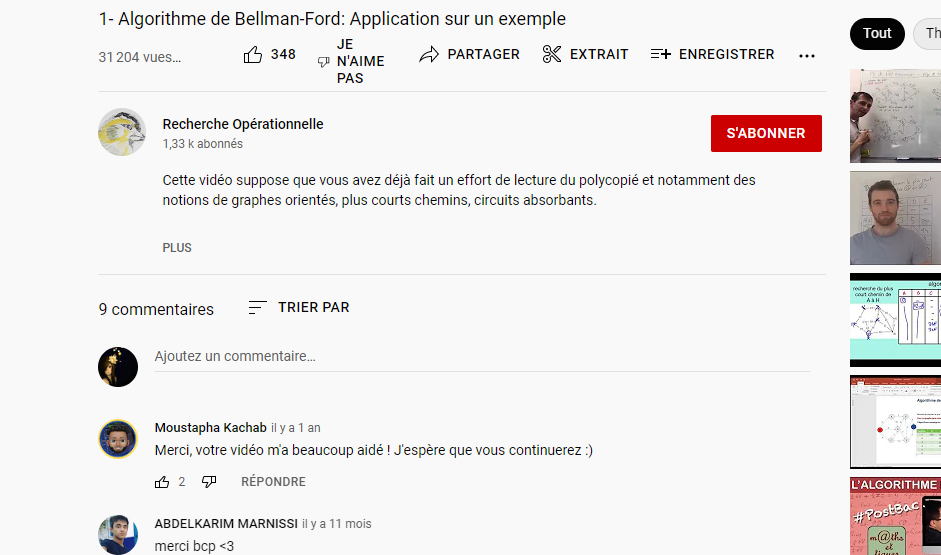 1- Algorithme de Bellman-Ford: Application sur un exemple
31 204 vues...
348
JE
N'AIME
PAS
PARTAGER
EXTRAIT
ENREGISTRER
Tout
Th
Recherche Opérationnelle
1,33 k abonnés
S'ABONNER
Cette vidéo suppose que vous avez déjà fait un effort de lecture du polycopié et notamment des
notions de graphes orientés, plus courts chemins, circuits absorbants.
PLUS
9 commentaires
TRIER PAR
Ajoutez un commentaire...
Moustapha Kachab il y a 1 an
Merci, votre vidéo m'a beaucoup aidé ! J'espère que vous continuerez :)
2
RÉPONDRE
ABDELKARIM MARNISSI il y a 11 mois
merci bcp <3
recherche du plus
court chemin de
A à H
algo
L'ALGORITHME
#PostBac
m@ths
et